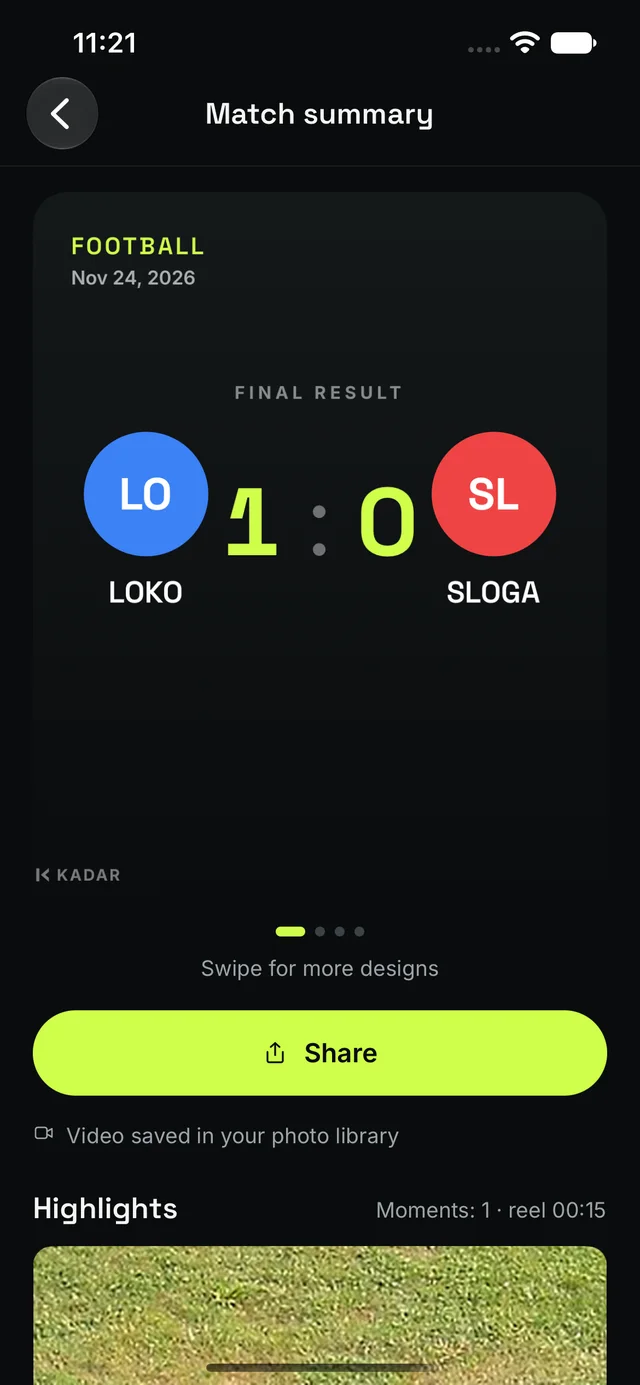 11:21
Match summary
FOOTBALL
Nov 24, 2026
FINAL RESULT
LO 1 : 0 SL
LOKO SLOGA
KADAR
Swipe for more designs
Share
Video saved in your photo library
Highlights Moments: 1 · reel 00:15